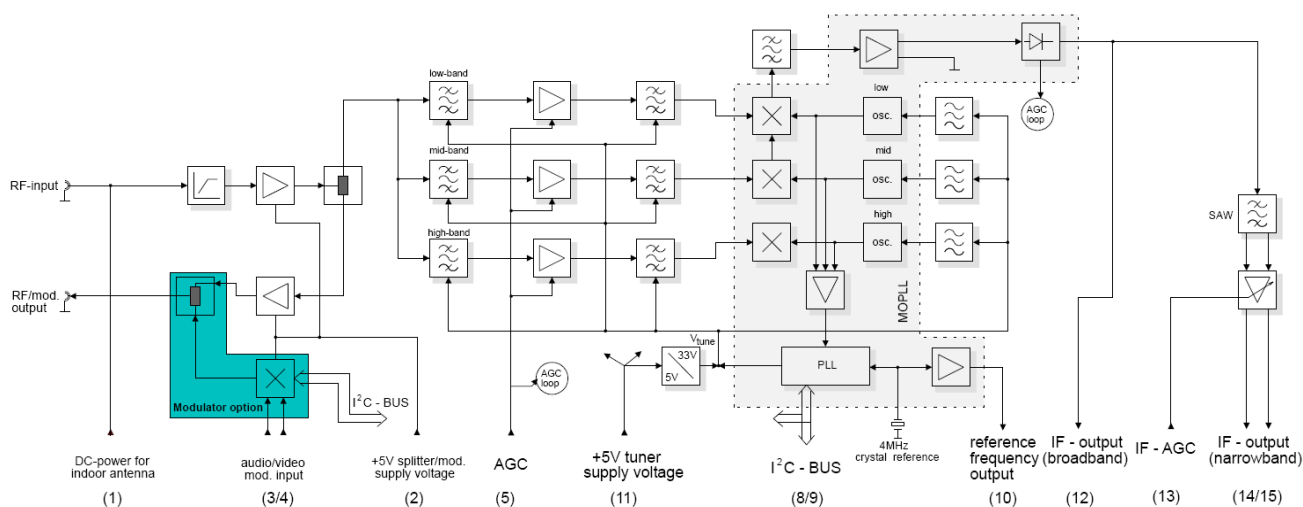 low-band
low
AGC
loop
osc.
mid-band
mid
RF-input
osc.
SAW
high-band
high
osc.
RF/mod.
output
MOPLL
Vtune
33V
5V
PLL
AGC
loop
Modulator option
I²C - BUS
4MHz
crystal reference
DC-power for
indoor antenna
(1)
audio/video
mod. input
(3/4)
+5V splitter/mod.
supply voltage
(2)
AGC
(5)
+5V tuner
supply voltage
(11)
I²C - BUS
(8/9)
reference
frequency
output
(10)
IF - output
(broadband)
(12)
IF - AGC
(13)
IF - output
(narrowband)
(14/15)